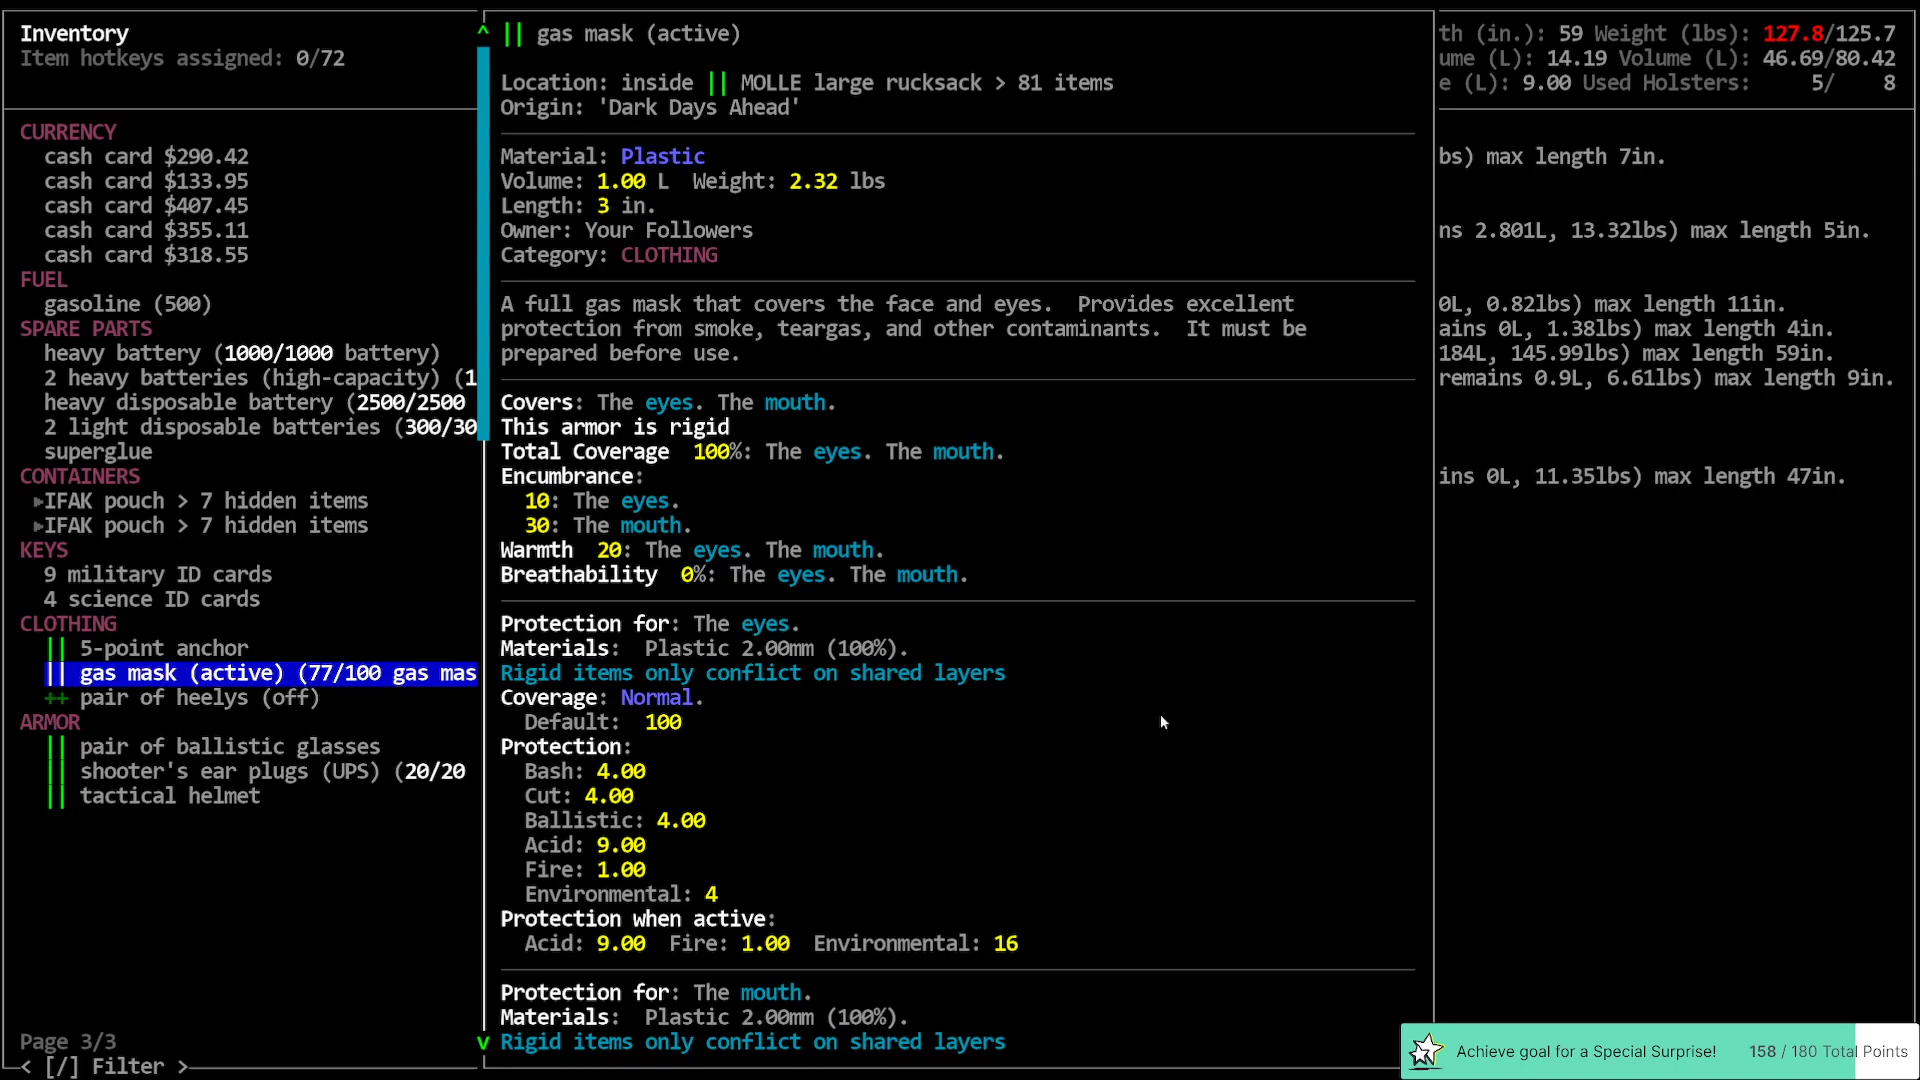 Inventory
Item hotkeys assigned: 0/72
CURRENCY
cash card $290.42
cash card $133.95
cash card $407.45
cash card $355.11
cash card $318.55
FUEL
gasoline (500)
SPARE PARTS
heavy battery (1000/1000 battery)
2 heavy batteries (high-capacity) (1
heavy disposable battery (2500/2500
2 light disposable batteries (300/30
superglue
CONTAINERS
▶IFAK pouch > 7 hidden items
▶IFAK pouch > 7 hidden items
KEYS
9 military ID cards
4 science ID cards
CLOTHING
|| 5-point anchor
|| gas mask (active) (77/100 gas mas
++ pair of heelys (off)
ARMOR
|| pair of ballistic glasses
|| shooter's ear plugs (UPS) (20/20
|| tactical helmet
Page 3/3
< [/] Filter >
^
v
|| gas mask (active)
Location: inside || MOLLE large rucksack > 81 items
Origin: 'Dark Days Ahead'
Material: Plastic
Volume: 1.00 L  Weight: 2.32 lbs
Length: 3 in.
Owner: Your Followers
Category: CLOTHING
A full gas mask that covers the face and eyes.  Provides excellent
protection from smoke, teargas, and other contaminants.  It must be
prepared before use.
Covers: The eyes. The mouth.
This armor is rigid
Total Coverage  100%: The eyes. The mouth.
Encumbrance:
10: The eyes.
30: The mouth.
Warmth  20: The eyes. The mouth.
Breathability  0%: The eyes. The mouth.
Protection for: The eyes.
Materials:  Plastic 2.00mm (100%).
Rigid items only conflict on shared layers
Coverage: Normal.
Default:  100
Protection:
Bash: 4.00
Cut: 4.00
Ballistic: 4.00
Acid: 9.00
Fire: 1.00
Environmental: 4
Protection when active:
Acid: 9.00  Fire: 1.00  Environmental: 16
Protection for: The mouth.
Materials:  Plastic 2.00mm (100%).
Rigid items only conflict on shared layers
th (in.): 59 Weight (lbs): 127.8/125.7
ume (L): 14.19 Volume (L): 46.69/80.42
e (L): 9.00 Used Holsters: 5/ 8
bs) max length 7in.
ns 2.801L, 13.32lbs) max length 5in.
0L, 0.82lbs) max length 11in.
ains 0L, 1.38lbs) max length 4in.
184L, 145.99lbs) max length 59in.
remains 0.9L, 6.61lbs) max length 9in.
ins 0L, 11.35lbs) max length 47in.
Achieve goal for a Special Surprise! 158 / 180 Total Points